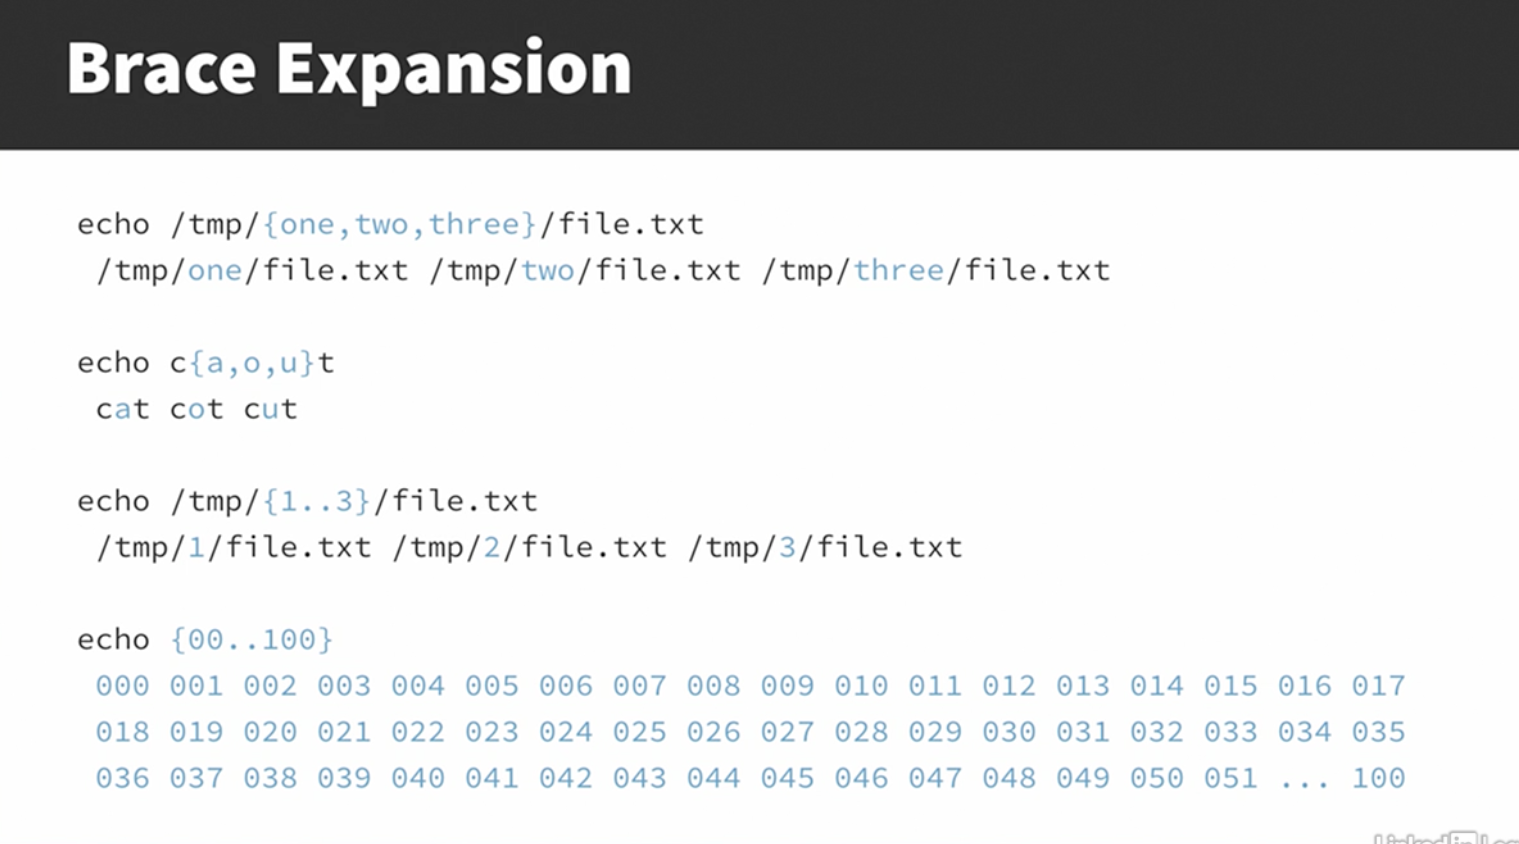 Brace Expansion
echo /tmp/{one,two,three}/file.txt
/tmp/one/file.txt /tmp/two/file.txt /tmp/three/file.txt
echo c{a,o,u}t
cat cot cut
echo /tmp/{1..3}/file.txt
/tmp/1/file.txt /tmp/2/file.txt /tmp/3/file.txt
echo {00..100}
000 001 002 003 004 005 006 007 008 009 010 011 012 013 014 015 016 017
018 019 020 021 022 023 024 025 026 027 028 029 030 031 032 033 034 035
036 037 038 039 040 041 042 043 044 045 046 047 048 049 050 051 ... 100